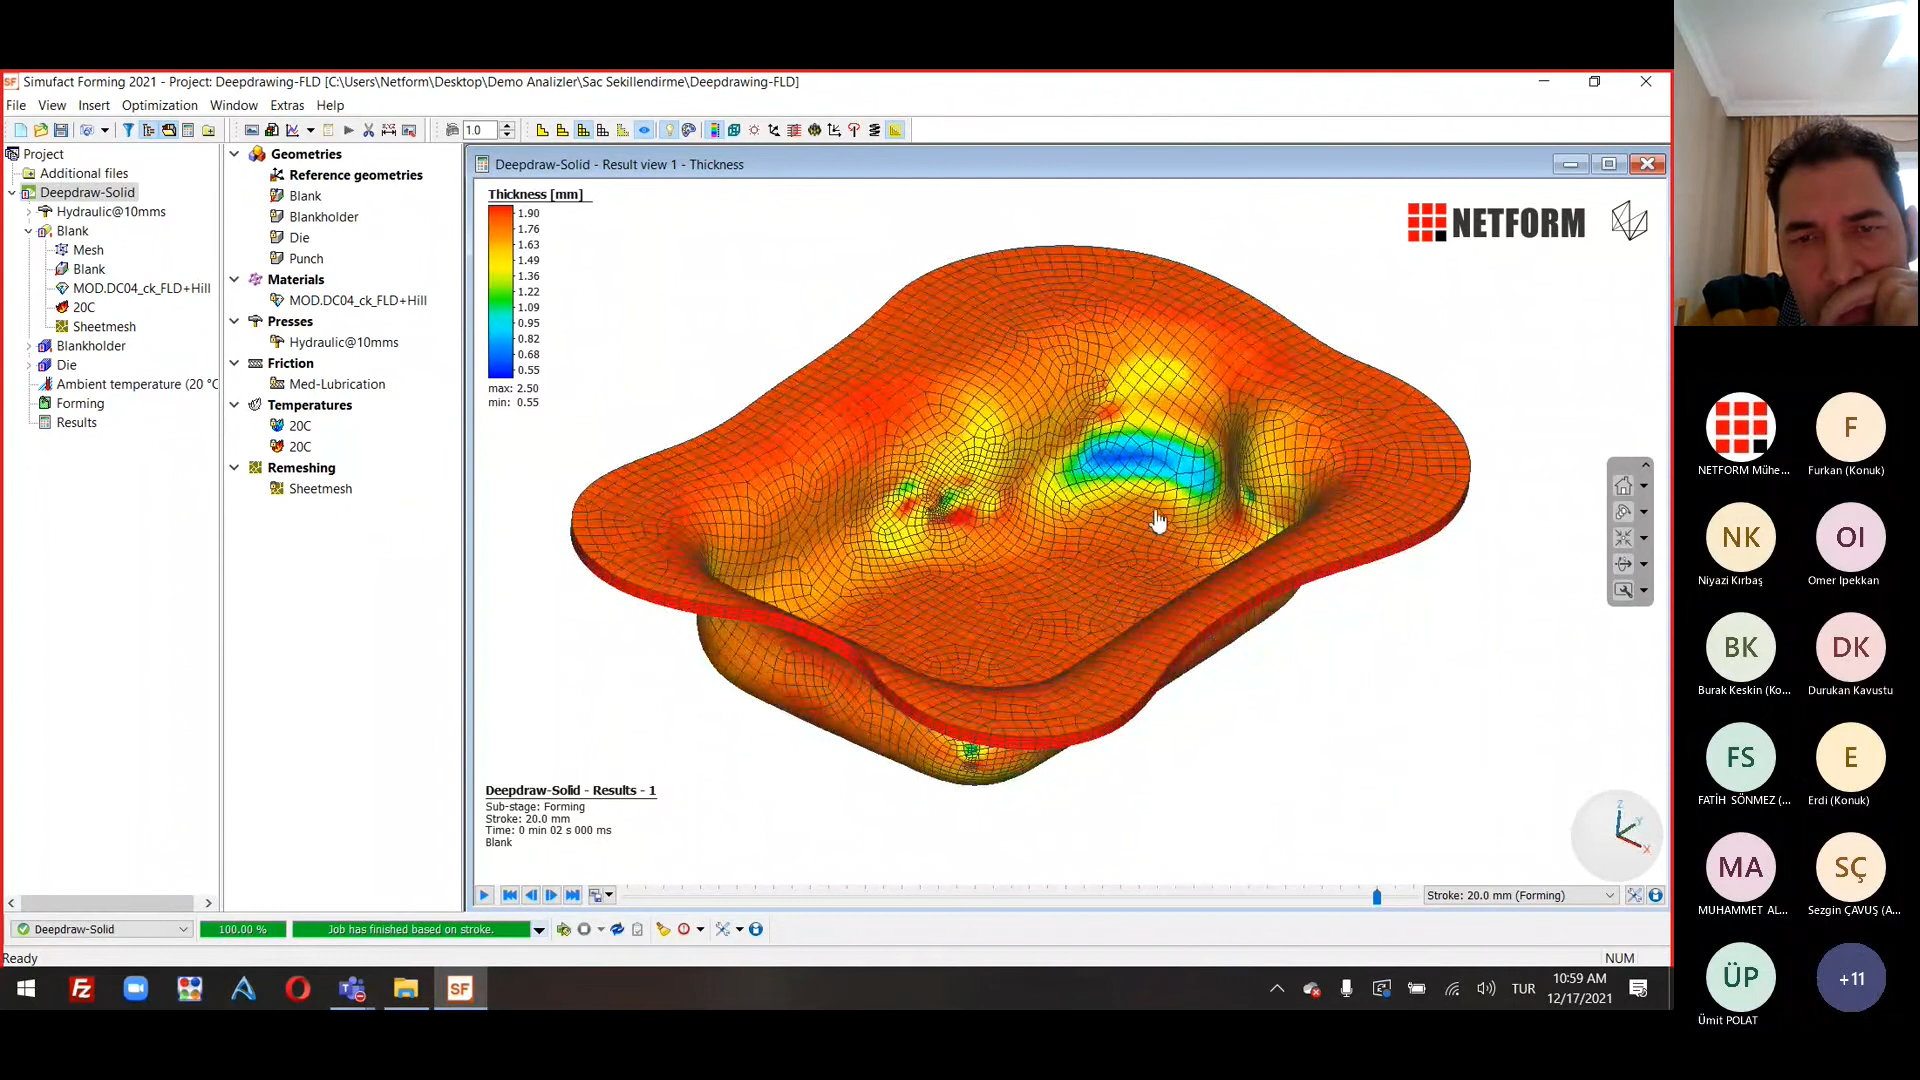 Simufact Forming 2021 - Project: Deepdrawing-FLD [C:\Users\Netform\Desktop\Demo Analizler\Sac Sekillendirme\Deepdrawing-FLD]
File View Insert Optimization Window Extras Help
1.0
Project
Additional files
Deepdraw-Solid
Hydraulic@10mms
Blank
Mesh
Blank
MOD.DC04_ck_FLD+Hill
20C
Sheetmesh
Blankholder
Die
Ambient temperature (20 °C
Forming
Results
Geometries
Reference geometries
Blank
Blankholder
Die
Punch
Materials
MOD.DC04_ck_FLD+Hill
Presses
Hydraulic@10mms
Friction
Med-Lubrication
Temperatures
20C
20C
Remeshing
Sheetmesh
Deepdraw-Solid - Result view 1 - Thickness
Thickness [mm]
1.90
1.76
1.63
1.49
1.36
1.22
1.09
0.95
0.82
0.68
0.55
max: 2.50
min: 0.55
NETFORM
Deepdraw-Solid - Results - 1
Sub-stage: Forming
Stroke: 20.0 mm
Time: 0 min 02 s 000 ms
Blank
Z
Y
X
Stroke: 20.0 mm (Forming)
Deepdraw-Solid
100.00 %
Job has finished based on stroke.
Ready
NUM
TUR
10:59 AM
12/17/2021
NETFORM Mühe...
F
Furkan (Konuk)
NK
Niyazi Kırbaş
OI
Omer Ipekkan
BK
Burak Keskin (Ko...
DK
Durukan Kavustu
FS
FATİH SÖNMEZ (...
E
Erdi (Konuk)
MA
MUHAMMET AL...
SÇ
Sezgin ÇAVUŞ (A...
ÜP
Ümit POLAT
+11